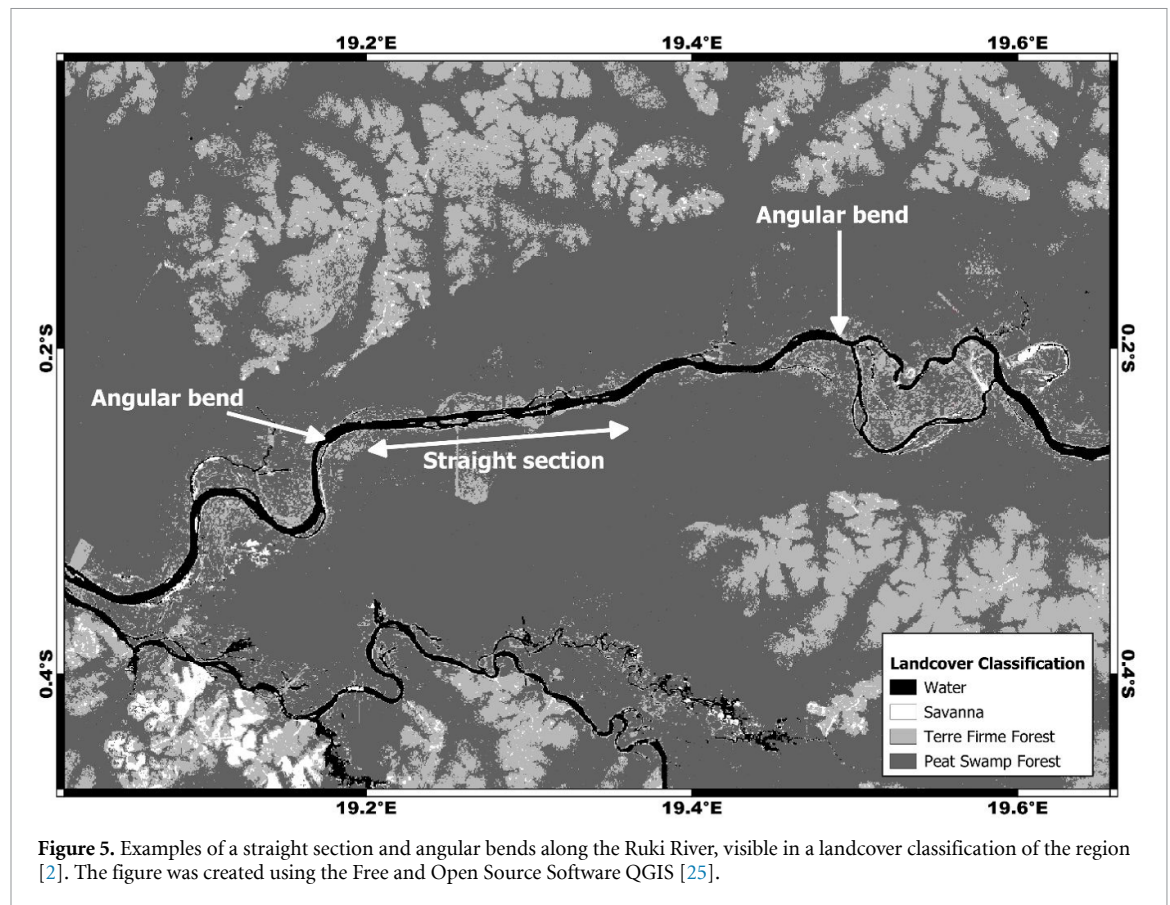 19.2°E 19.4°E 19.6°E
Angular bend
0.2°S 0.2°S
Angular bend
Straight section
0.4°S 0.4°S
Landcover Classification
Water
Savanna
Terre Firme Forest
Peat Swamp Forest
19.2°E 19.4°E 19.6°E
Figure 5. Examples of a straight section and angular bends along the Ruki River, visible in a landcover classification of the region
[2]. The figure was created using the Free and Open Source Software QGIS [25].